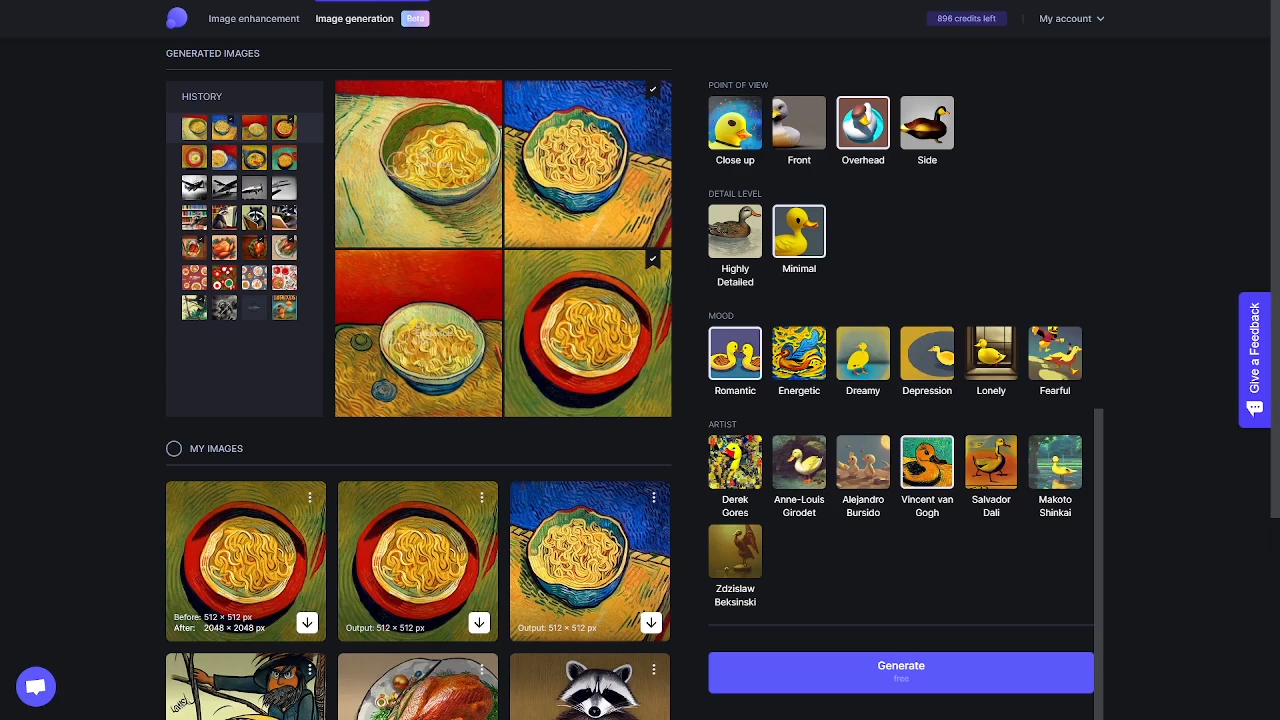 Image enhancement
Image generation
Beta
896 credits left
My account
GENERATED IMAGES
HISTORY
MY IMAGES
Before: 512 × 512 px
After: 2048 × 2048 px
Output: 512 × 512 px
Output: 512 × 512 px
POINT OF VIEW
Close up
Front
Overhead
Side
DETAIL LEVEL
Highly
Detailed
Minimal
MOOD
Romantic
Energetic
Dreamy
Depression
Lonely
Fearful
ARTIST
Derek
Gores
Anne-Louis
Girodet
Alejandro
Bursido
Vincent van
Gogh
Salvador
Dali
Makoto
Shinkai
Zdzislaw
Beksinski
Generate
free
Give a Feedback